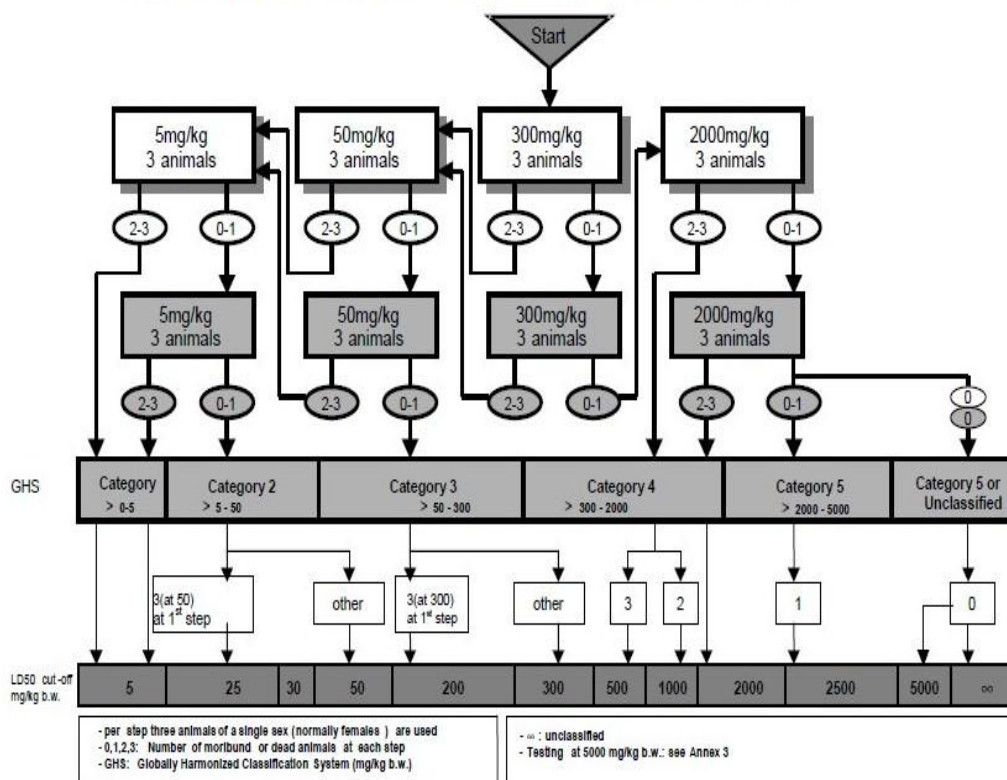 Start
5mg/kg
3 animals
50mg/kg
3 animals
300mg/kg
3 animals
2000mg/kg
3 animals
2-3
0-1
2-3
0-1
2-3
0-1
2-3
0-1
5mg/kg
3 animals
50mg/kg
3 animals
300mg/kg
3 animals
2000mg/kg
3 animals
2-3
0-1
2-3
0-1
2-3
0-1
2-3
0-1
0
0
GHS
Category
> 0-5
Category 2
> 5 - 50
Category 3
> 50 - 300
Category 4
> 300 - 2000
Category 5
> 2000 - 5000
Category 5 or
Unclassified
3(at 50)
at 1st step
other
3(at 300)
at 1st step
other
3
2
1
0
LD50 cut-off
mg/kg b.w.
5
25
30
50
200
300
500
1000
2000
2500
5000
∞
- per step three animals of a single sex (normally females ) are used
- 0,1,2,3: Number of moribund or dead animals at each step
- GHS: Globally Harmonized Classification System (mg/kg b.w.)
- ∞ : unclassified
- Testing at 5000 mg/kg b.w.: see Annex 3